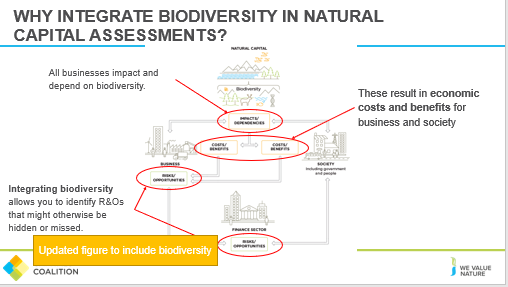 WHY INTEGRATE BIODIVERSITY IN NATURAL
CAPITAL ASSESSMENTS?
NATURAL CAPITAL
All businesses impact and
depend on biodiversity.
Biodiversity
These result in economic
costs and benefits for
business and society
IMPACTS/
DEPENDENCIES
COSTS/
BENEFITS
COSTS/
BENEFITS
BUSINESS
SOCIETY
Including government
and people
RISKS/
OPPORTUNITIES
Integrating biodiversity
allows you to identify R&Os
that might otherwise be
hidden or missed.
FINANCE SECTOR
RISKS/
OPPORTUNITIES
Updated figure to include biodiversity
COALITION
WE VALUE
NATURE